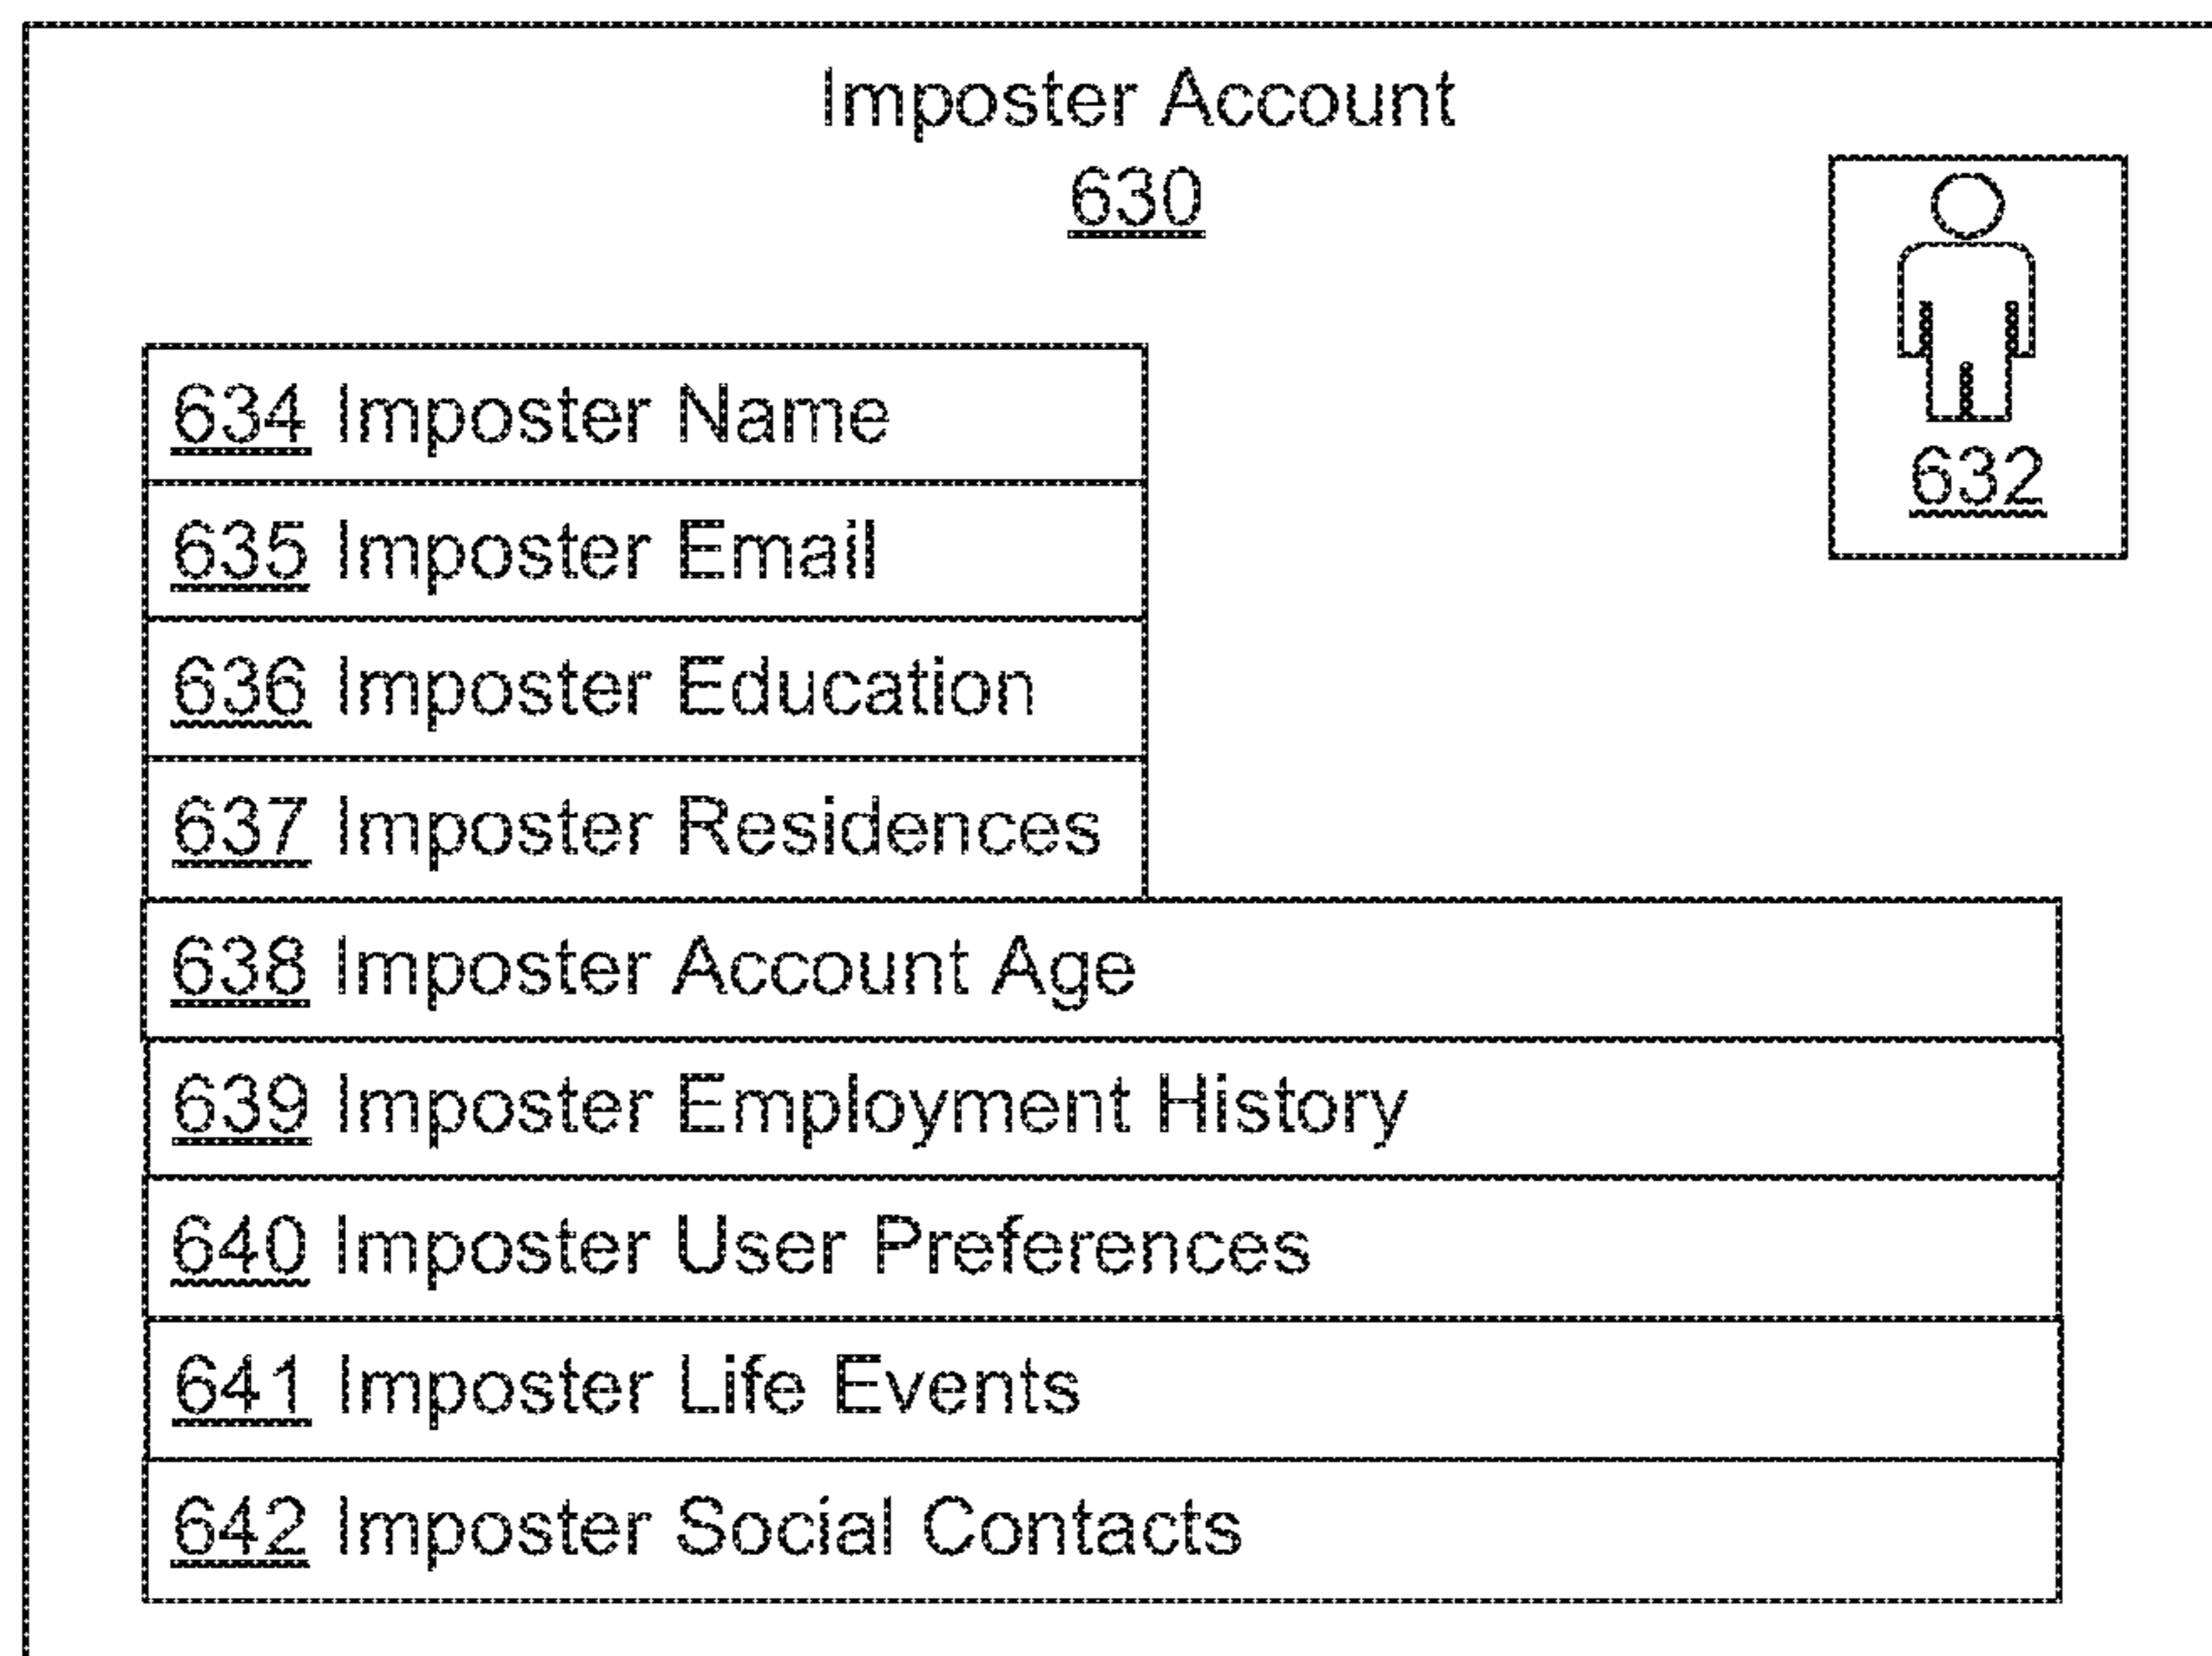 Imposter Account
630
632
634 Imposter Name
635 Imposter Email
636 Imposter Education
637 Imposter Residences
638 Imposter Account Age
639 Imposter Employment History
640 Imposter User Preferences
641 Imposter Life Events
642 Imposter Social Contacts